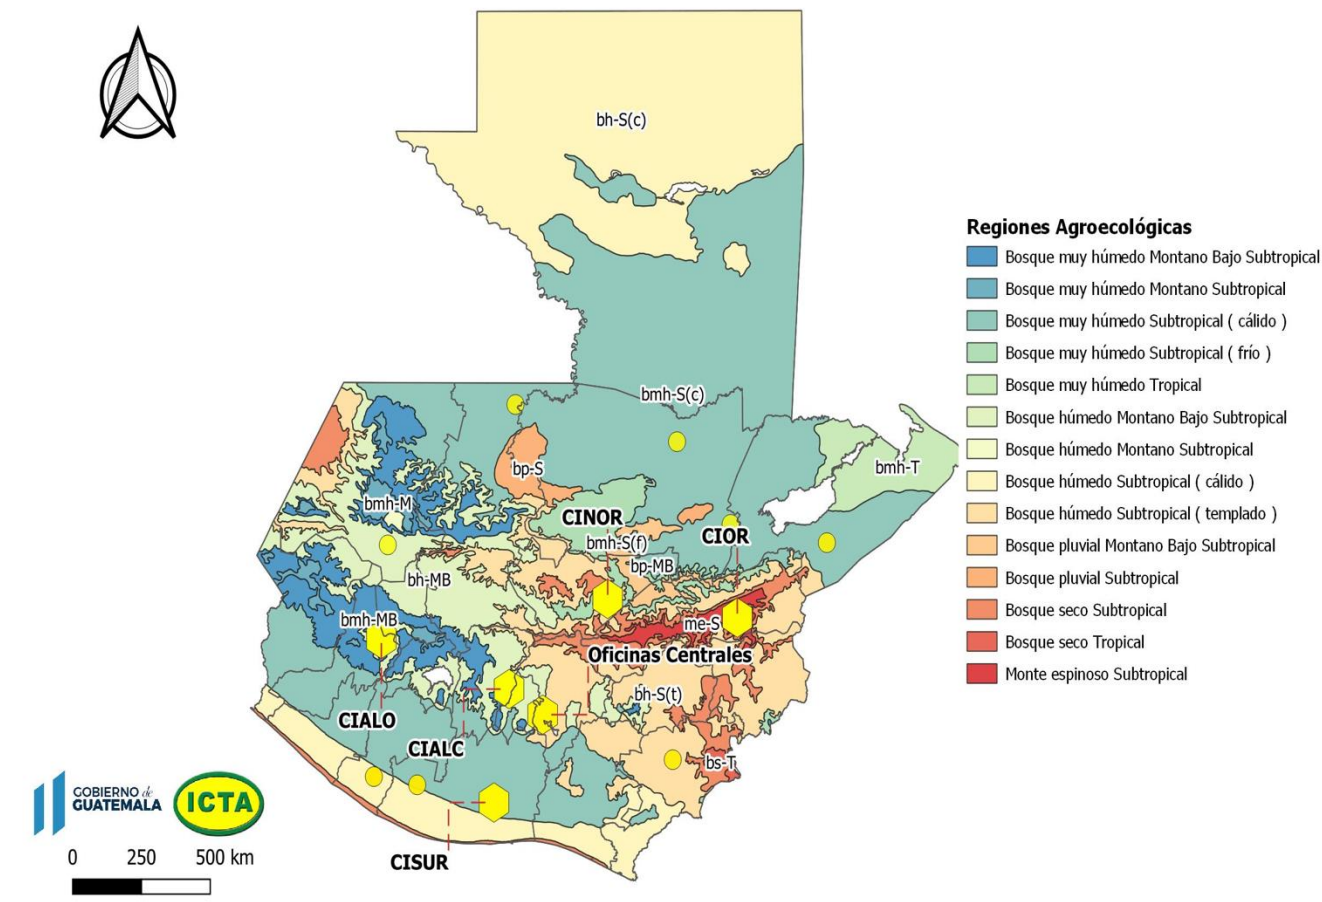 bh-S(c)
Regiones Agroecológicas
Bosque muy húmedo Montano Bajo Subtropical
Bosque muy húmedo Montano Subtropical
Bosque muy húmedo Subtropical ( cálido )
Bosque muy húmedo Subtropical ( frío )
Bosque muy húmedo Tropical
Bosque húmedo Montano Bajo Subtropical
Bosque húmedo Montano Subtropical
Bosque húmedo Subtropical ( cálido )
Bosque húmedo Subtropical ( templado )
Bosque pluvial Montano Bajo Subtropical
Bosque pluvial Subtropical
Bosque seco Subtropical
Bosque seco Tropical
Monte espinoso Subtropical
bmh-S(c)
bp-S
bmh-T
bmh-M
CINOR
CIOR
bmh-S(f)
bp-MB
bh-MB
bmh-MB
me-S
Oficinas Centrales
bh-S(t)
CIALO
CIALC
bs-T
GOBIERNO de
GUATEMALA
ICTA
CISUR
0 250 500 km